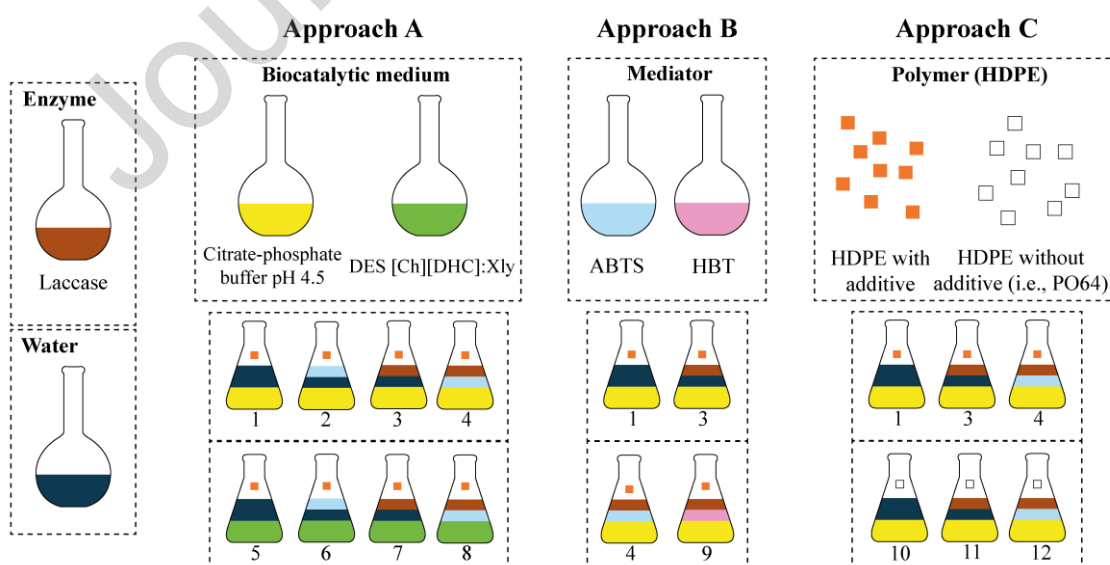 JOU
Approach A
Approach B
Approach C
Enzyme
Laccase
Water
Biocatalytic medium
Citrate-phosphate
buffer pH 4.5
DES [Ch][DHC]:Xly
Mediator
ABTS
HBT
Polymer (HDPE)
HDPE with
additive
HDPE without
additive (i.e., PO64)
1 2 3 4
5 6 7 8
1 3
4 9
1 3 4
10 11 12